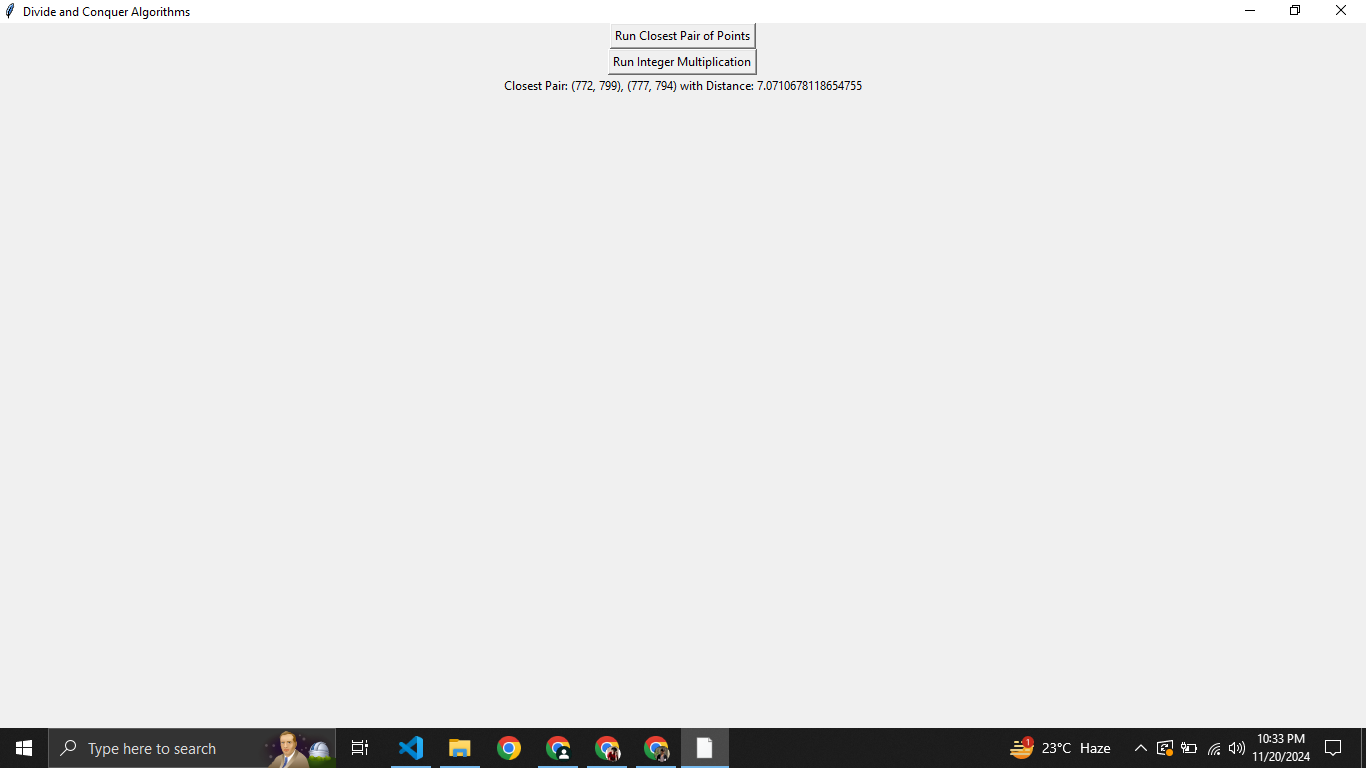 Divide and Conquer Algorithms
Run Closest Pair of Points
Run Integer Multiplication
Closest Pair: (772, 799), (777, 794) with Distance: 7.0710678118654755
Type here to search
1
23°C Haze
10:33 PM
11/20/2024